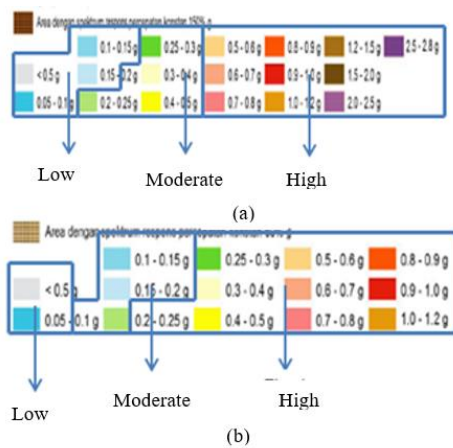 Area dengan spektrum respons percepatan konstan 150% g
0.1 - 0.15 g 0.25 - 0.3 g 0.5 - 0.6 g 0.8 - 0.9 g 1.2 - 1.5 g 2.5 - 2.8 g
< 0.5 g 0.15 - 0.2 g 0.3 - 0.4 g 0.6 - 0.7 g 0.9 - 1.0 g 1.5 - 2.0 g
0.05 - 0.1 g 0.2 - 0.25 g 0.4 - 0.5 g 0.7 - 0.8 g 1.0 - 1.2 g 2.0 - 2.5 g
Low Moderate High
(a)
Area dengan spektrum respons percepatan konstan g
0.1 - 0.15 g 0.25 - 0.3 g 0.5 - 0.6 g 0.8 - 0.9 g
< 0.5 g 0.15 - 0.2 g 0.3 - 0.4 g 0.6 - 0.7 g 0.9 - 1.0 g
0.05 - 0.1 g 0.2 - 0.25 g 0.4 - 0.5 g 0.7 - 0.8 g 1.0 - 1.2 g
Low Moderate High
(b)